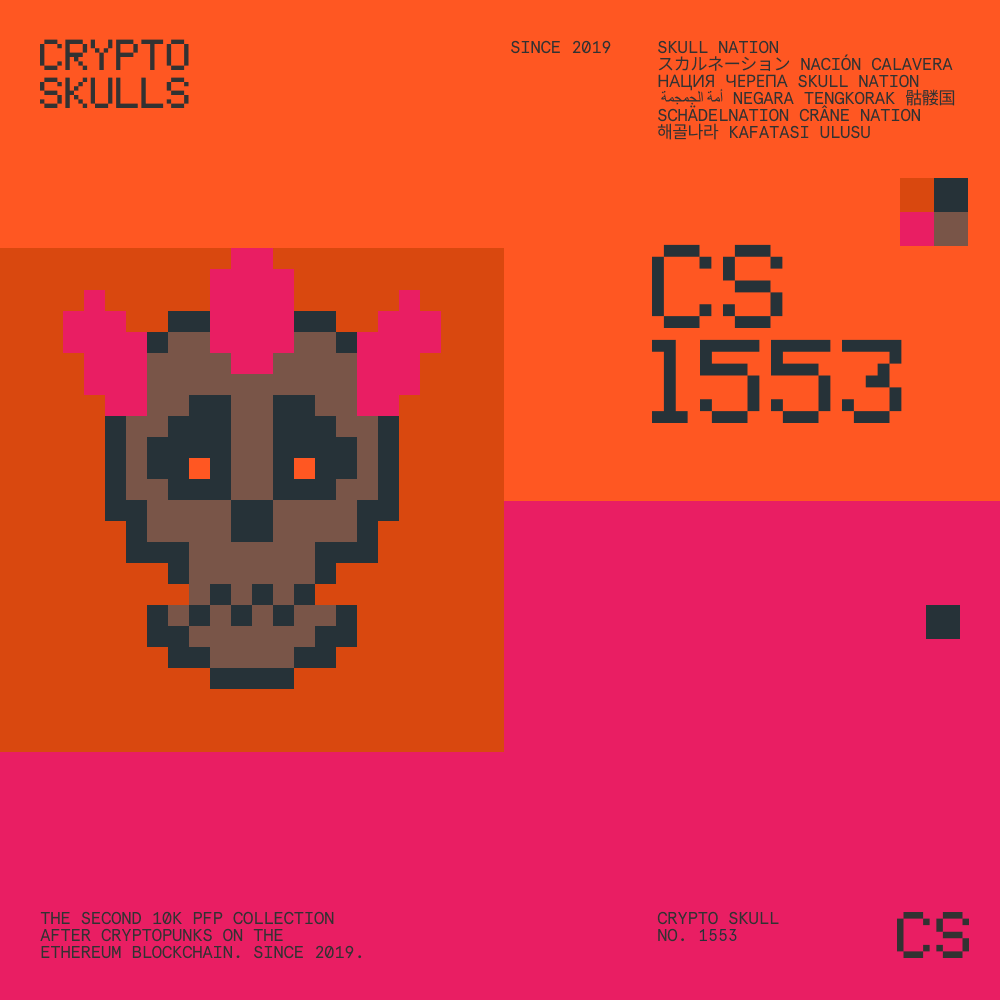 CRYPTO
SKULLS
SINCE 2019
SKULL NATION
スカルネーション NACIÓN CALAVERA
НАЦИЯ ЧЕРЕПА SKULL NATION
أمة الجمجمة NEGARA TENGKORAK 骷髅国
SCHÄDELNATION CRÂNE NATION
해골나라 KAFATASI ULUSU
CS
1553
THE SECOND 10K PFP COLLECTION
AFTER CRYPTOPUNKS ON THE
ETHEREUM BLOCKCHAIN. SINCE 2019.
CRYPTO SKULL
NO. 1553
CS